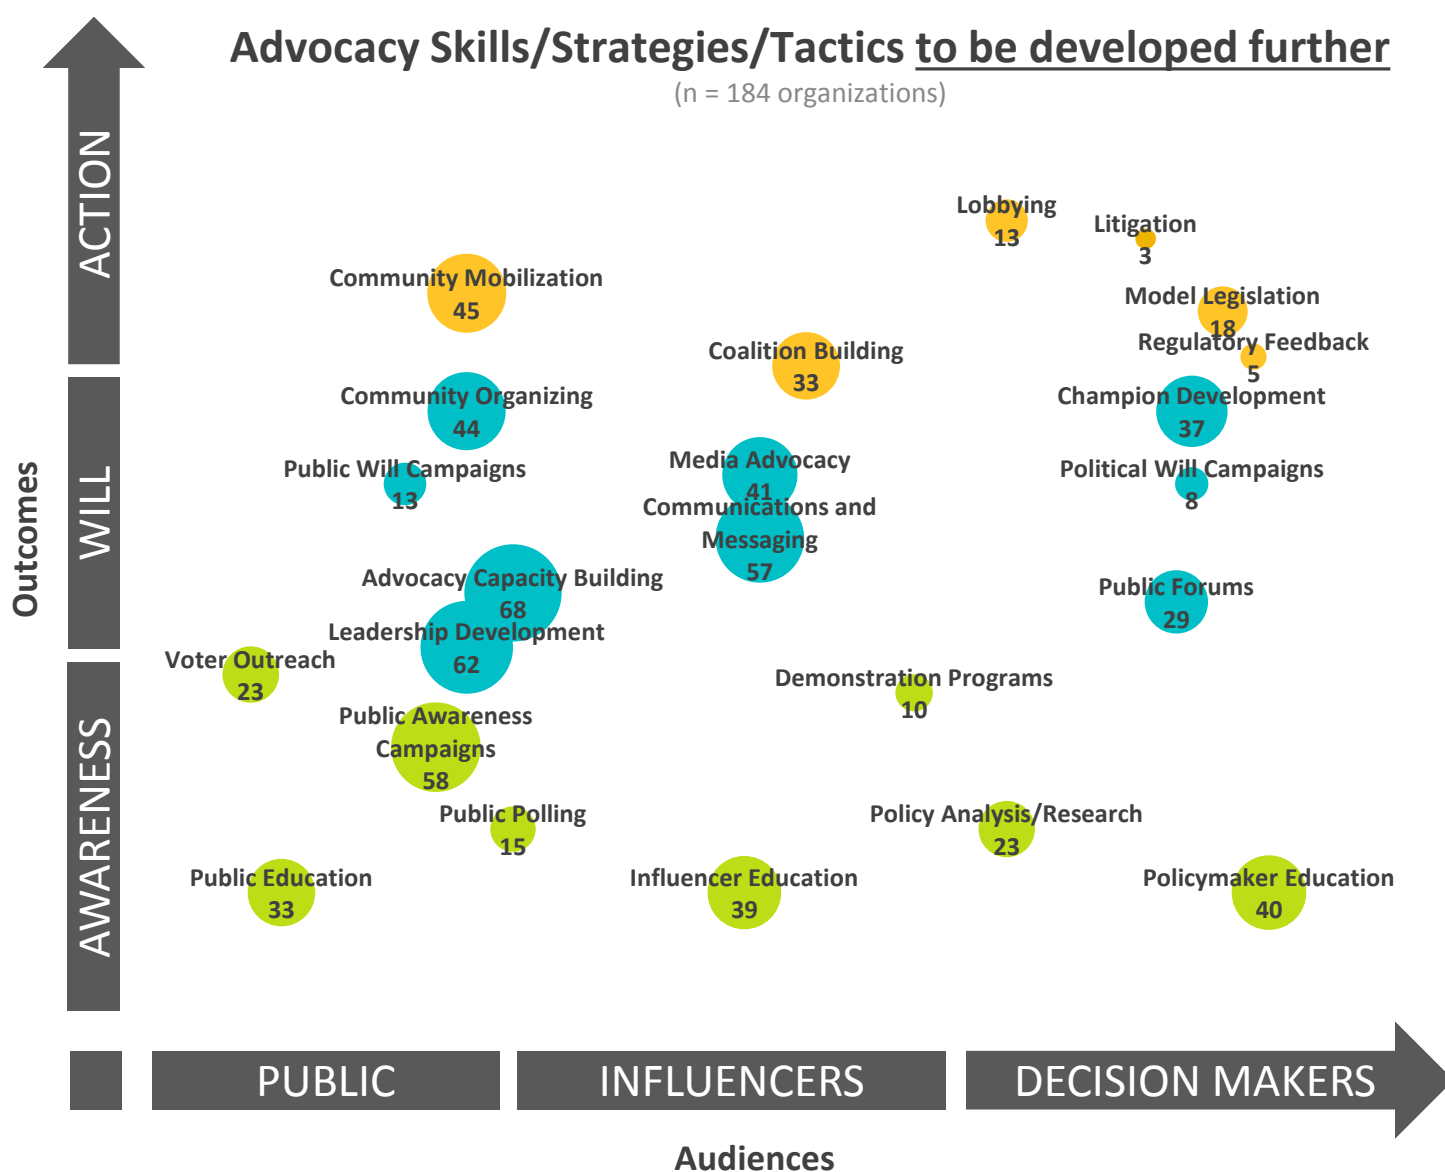 Advocacy Skills/Strategies/Tactics to be developed further
(n = 184 organizations)
Outcomes
ACTION
WILL
AWARENESS
Lobbying
13
Litigation
3
Community Mobilization
45
Model Legislation
18
Regulatory Feedback
5
Coalition Building
33
Community Organizing
44
Champion Development
37
Public Will Campaigns
13
Media Advocacy
41
Political Will Campaigns
8
Communications and
Messaging
57
Advocacy Capacity Building
68
Public Forums
29
Leadership Development
62
Voter Outreach
23
Demonstration Programs
10
Public Awareness
Campaigns
58
Public Polling
15
Policy Analysis/Research
23
Public Education
33
Influencer Education
39
Policymaker Education
40
PUBLIC
INFLUENCERS
DECISION MAKERS
Audiences